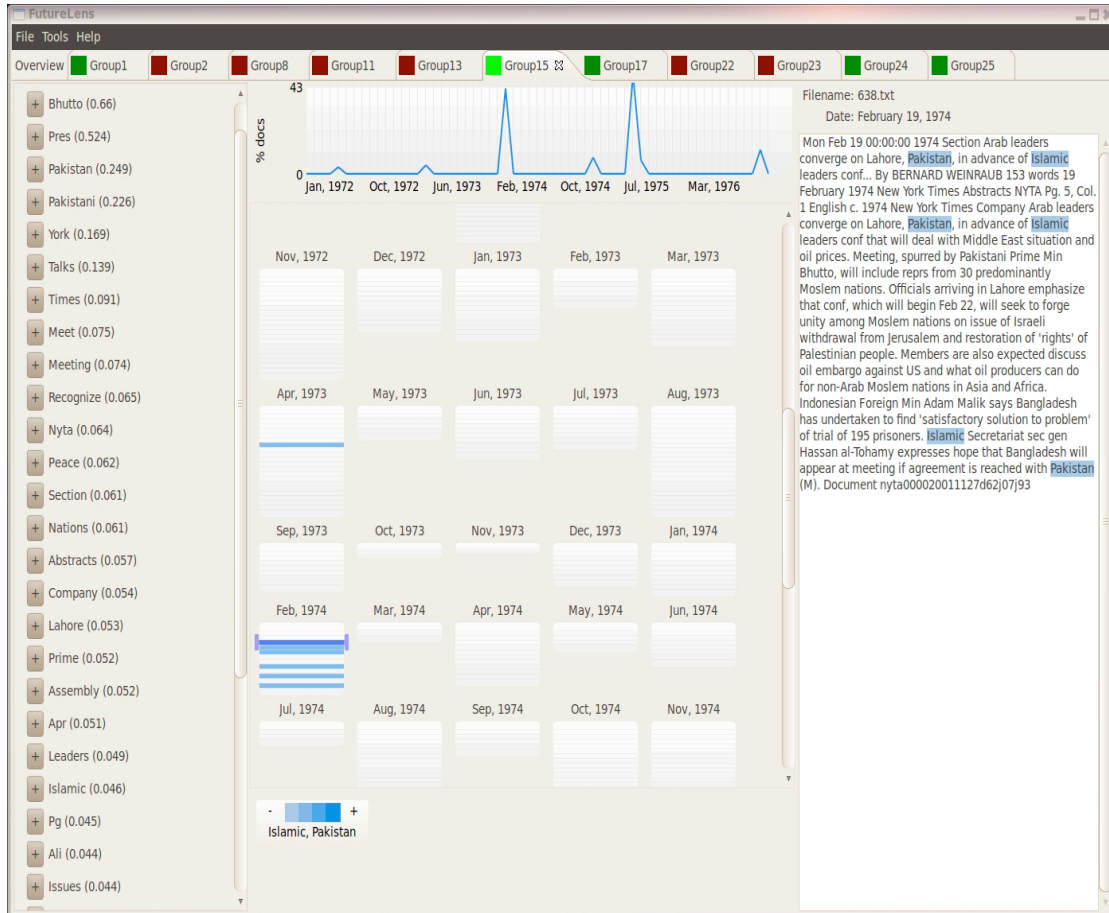 FutureLens
File Tools Help
Overview Group1 Group2 Group8 Group11 Group13 Group15 Group17 Group22 Group23 Group24 Group25
+ Bhutto (0.66)
+ Pres (0.524)
+ Pakistan (0.249)
+ Pakistani (0.226)
+ York (0.169)
+ Talks (0.139)
+ Times (0.091)
+ Meet (0.075)
+ Meeting (0.074)
+ Recognize (0.065)
+ Nyta (0.064)
+ Peace (0.062)
+ Section (0.061)
+ Nations (0.061)
+ Abstracts (0.057)
+ Company (0.054)
+ Lahore (0.053)
+ Prime (0.052)
+ Assembly (0.052)
+ Apr (0.051)
+ Leaders (0.049)
+ Islamic (0.046)
+ Pg (0.045)
+ Ali (0.044)
+ Issues (0.044)
43
% docs
0
Jan, 1972 Oct, 1972 Jun, 1973 Feb, 1974 Oct, 1974 Jul, 1975 Mar, 1976
Nov, 1972 Dec, 1972 Jan, 1973 Feb, 1973 Mar, 1973
Apr, 1973 May, 1973 Jun, 1973 Jul, 1973 Aug, 1973
Sep, 1973 Oct, 1973 Nov, 1973 Dec, 1973 Jan, 1974
Feb, 1974 Mar, 1974 Apr, 1974 May, 1974 Jun, 1974
Jul, 1974 Aug, 1974 Sep, 1974 Oct, 1974 Nov, 1974
- +
Islamic, Pakistan
Filename: 638.txt
Date: February 19, 1974
Mon Feb 19 00:00:00 1974 Section Arab leaders
converge on Lahore, Pakistan, in advance of Islamic
leaders conf... By BERNARD WEINRAUB 153 words 19
February 1974 New York Times Abstracts NYTA Pg. 5, Col.
1 English c. 1974 New York Times Company Arab leaders
converge on Lahore, Pakistan, in advance of Islamic
leaders conf that will deal with Middle East situation and
oil prices. Meeting, spurred by Pakistani Prime Min
Bhutto, will include reprs from 30 predominantly
Moslem nations. Officials arriving in Lahore emphasize
that conf, which will begin Feb 22, will seek to forge
unity among Moslem nations on issue of Israeli
withdrawal from Jerusalem and restoration of 'rights' of
Palestinian people. Members are also expected discuss
oil embargo against US and what oil producers can do
for non-Arab Moslem nations in Asia and Africa.
Indonesian Foreign Min Adam Malik says Bangladesh
has undertaken to find 'satisfactory solution to problem'
of trial of 195 prisoners. Islamic Secretariat sec gen
Hassan al-Tohamy expresses hope that Bangladesh will
appear at meeting if agreement is reached with Pakistan
(M). Document nyta000020011127d62j07j93